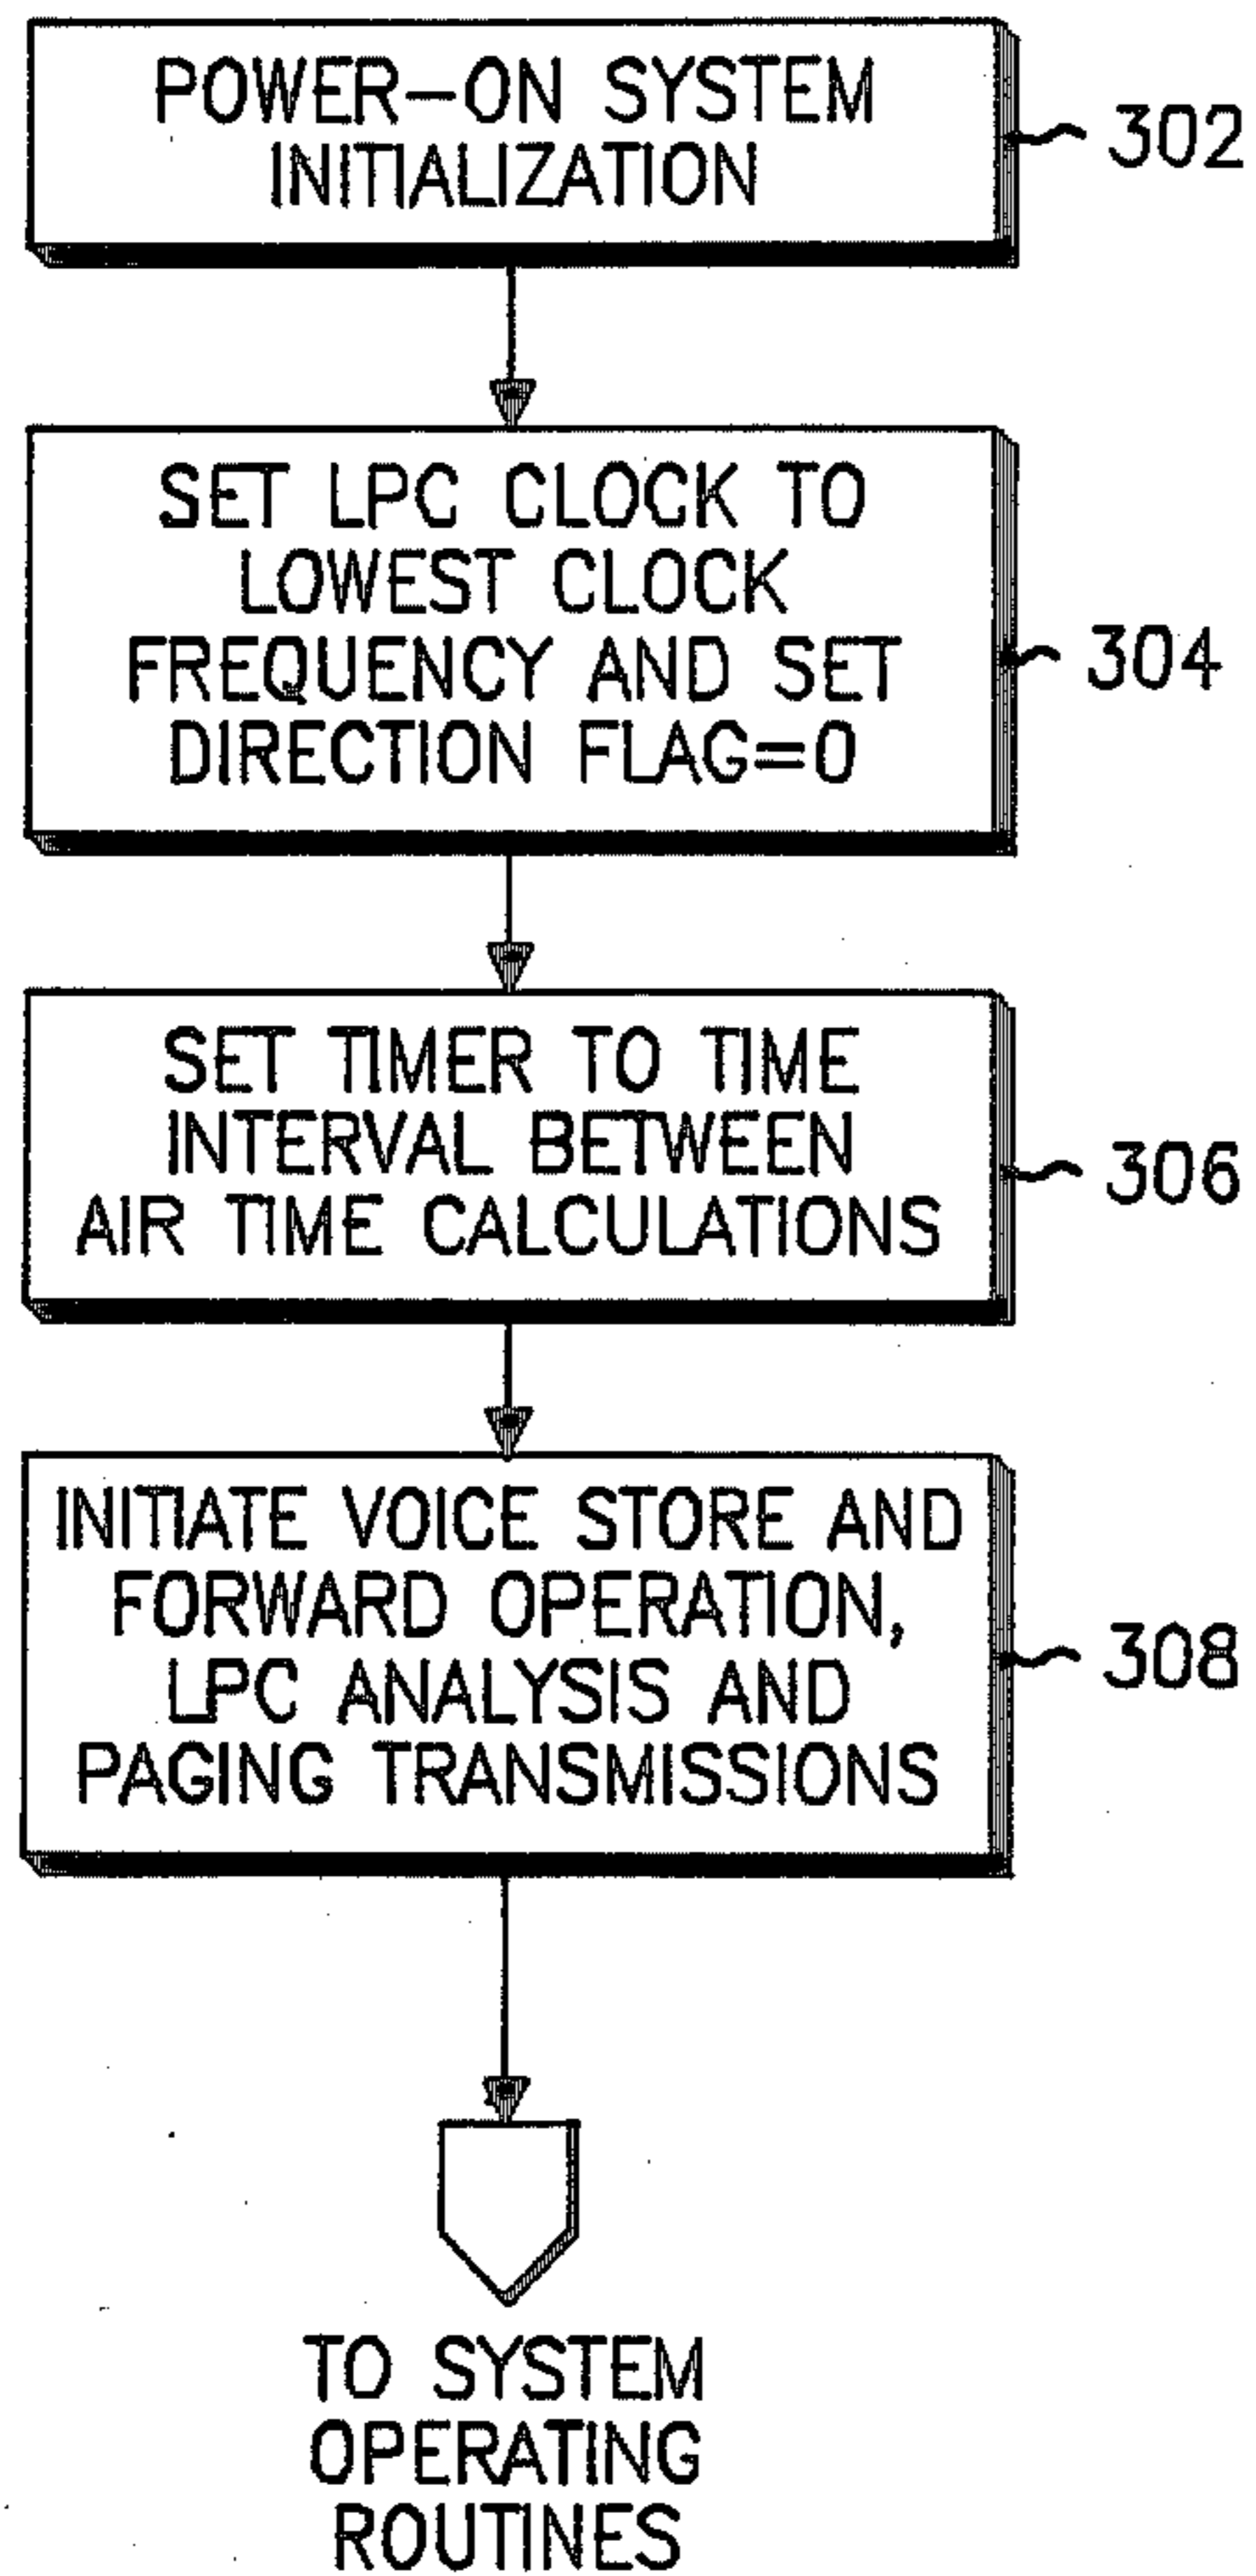 POWER-ON SYSTEM
INITIALIZATION
302
SET LPC CLOCK TO
LOWEST CLOCK
FREQUENCY AND SET
DIRECTION FLAG=0
304
SET TIMER TO TIME
INTERVAL BETWEEN
AIR TIME CALCULATIONS
306
INITIATE VOICE STORE AND
FORWARD OPERATION,
LPC ANALYSIS AND
PAGING TRANSMISSIONS
308
TO SYSTEM
OPERATING
ROUTINES